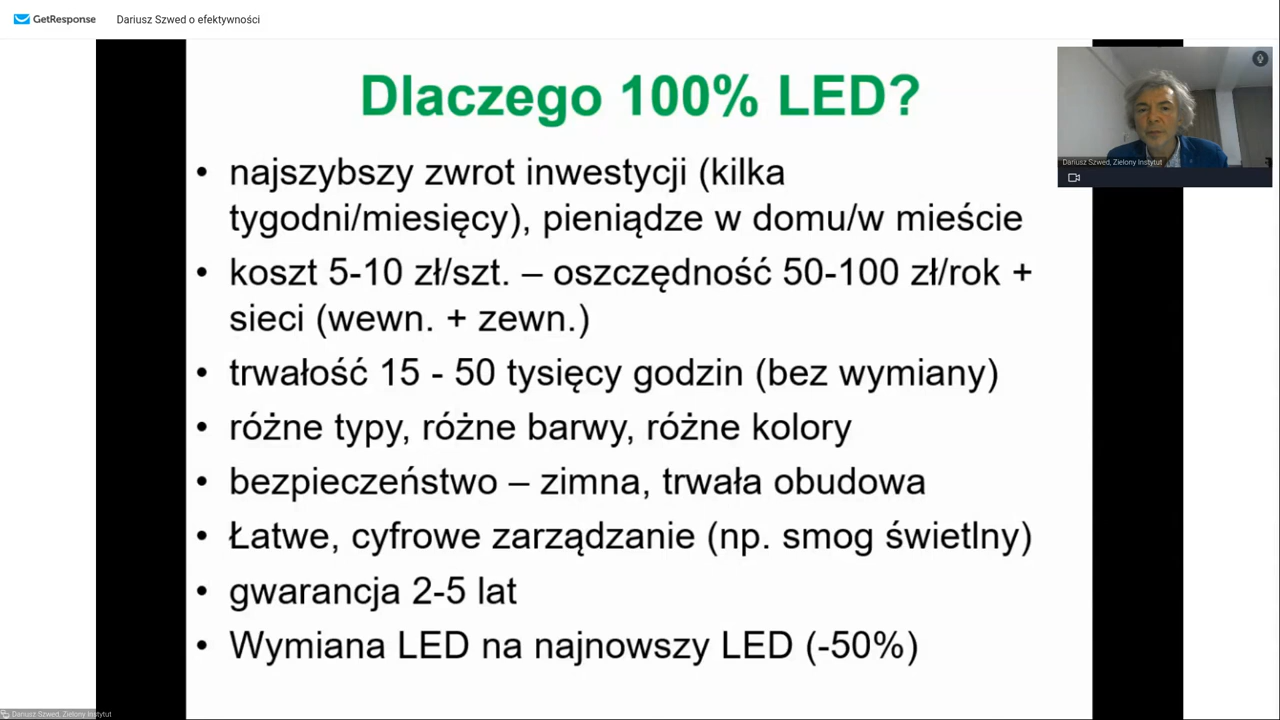 GetResponse Dariusz Szwed o efektywności
Dlaczego 100% LED?
• najszybszy zwrot inwestycji (kilka
tygodni/miesięcy), pieniądze w domu/w mieście
• koszt 5-10 zł/szt. – oszczędność 50-100 zł/rok +
sieci (wewn. + zewn.)
• trwałość 15 - 50 tysięcy godzin (bez wymiany)
• różne typy, różne barwy, różne kolory
• bezpieczeństwo – zimna, trwała obudowa
• Łatwe, cyfrowe zarządzanie (np. smog świetlny)
• gwarancja 2-5 lat
• Wymiana LED na najnowszy LED (-50%)
Dariusz Szwed, Zielony Instytut
Dariusz Szwed, Zielony Instytut